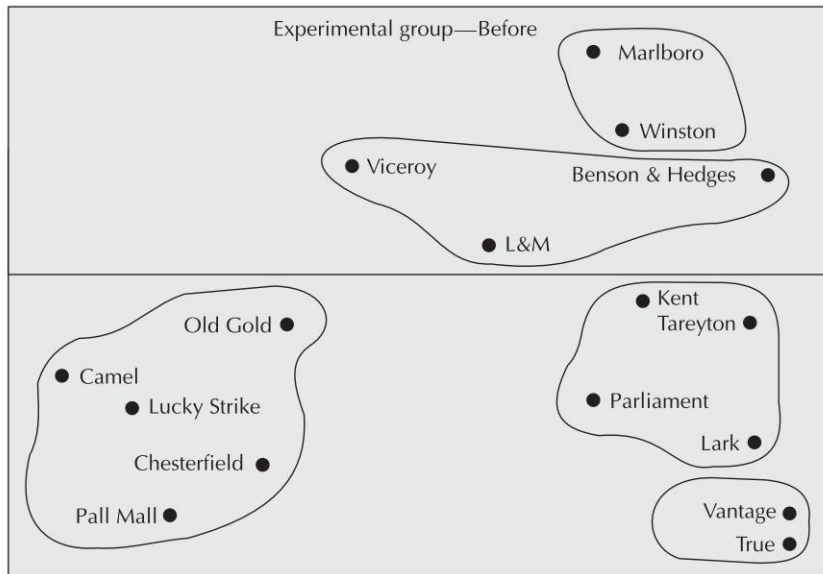 Experimental group—Before
Marlboro
Winston
Viceroy
Benson & Hedges
L&M
Kent
Old Gold
Tareyton
Camel
Lucky Strike
Parliament
Lark
Chesterfield
Pall Mall
Vantage
True